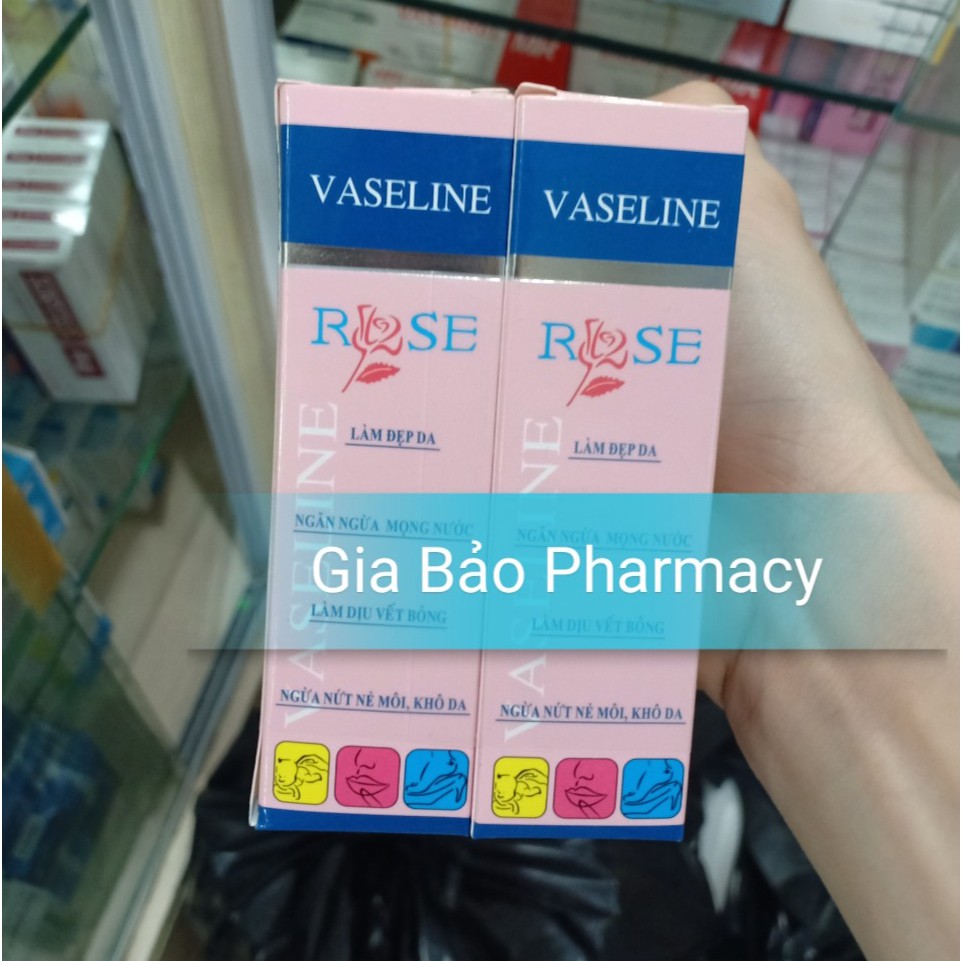 VASELINE
ROSE
LÀM ĐẸP DA
NGĂN NGỪA MỌNG NƯỚC
LÀM DỊU VẾT BỎNG
NGỪA NỨT NẺ MÔI, KHÔ DA
VASELINE
VASELINE
ROSE
LÀM ĐẸP DA
NGĂN NGỪA MỌNG NƯỚC
LÀM DỊU VẾT BỎNG
NGỪA NỨT NẺ MÔI, KHÔ DA
VASELINE
Gia Bảo Pharmacy